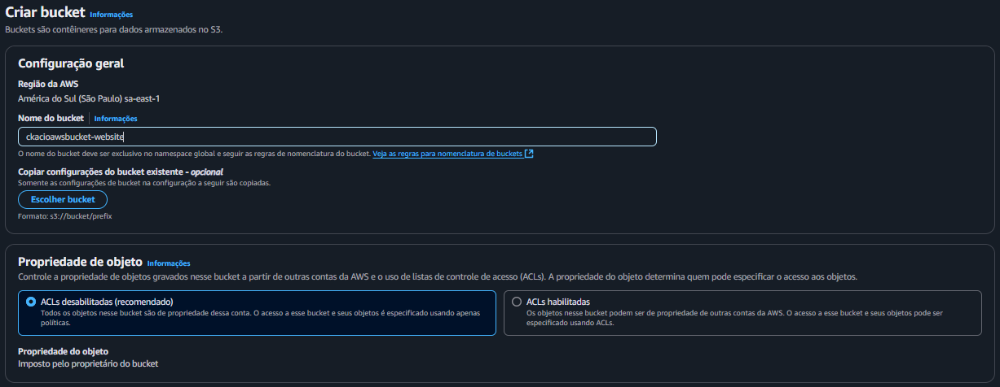 Criar bucket Informações
Buckets são contêineres para dados armazenados no S3.
Configuração geral
Região da AWS
América do Sul (São Paulo) sa-east-1
Nome do bucket Informações
ckacioawsbucket-website
O nome do bucket deve ser exclusivo no namespace global e seguir as regras de nomenclatura do bucket. Veja as regras para nomenclatura de buckets
Copiar configurações do bucket existente - opcional
Somente as configurações de bucket na configuração a seguir são copiadas.
Escolher bucket
Formato: s3://bucket/prefix
Propriedade de objeto Informações
Controle a propriedade de objetos gravados nesse bucket a partir de outras contas da AWS e o uso de listas de controle de acesso (ACLs). A propriedade do objeto determina quem pode especificar o acesso aos objetos.
ACLs desabilitadas (recomendado)
Todos os objetos nesse bucket são de propriedade dessa conta. O acesso a esse bucket e seus objetos é especificado usando apenas
políticas.
ACLs habilitadas
Os objetos nesse bucket podem ser de propriedade de outras contas da AWS. O acesso a esse bucket e seus objetos pode ser
especificado usando ACLs.
Propriedade do objeto
Imposto pelo proprietário do bucket